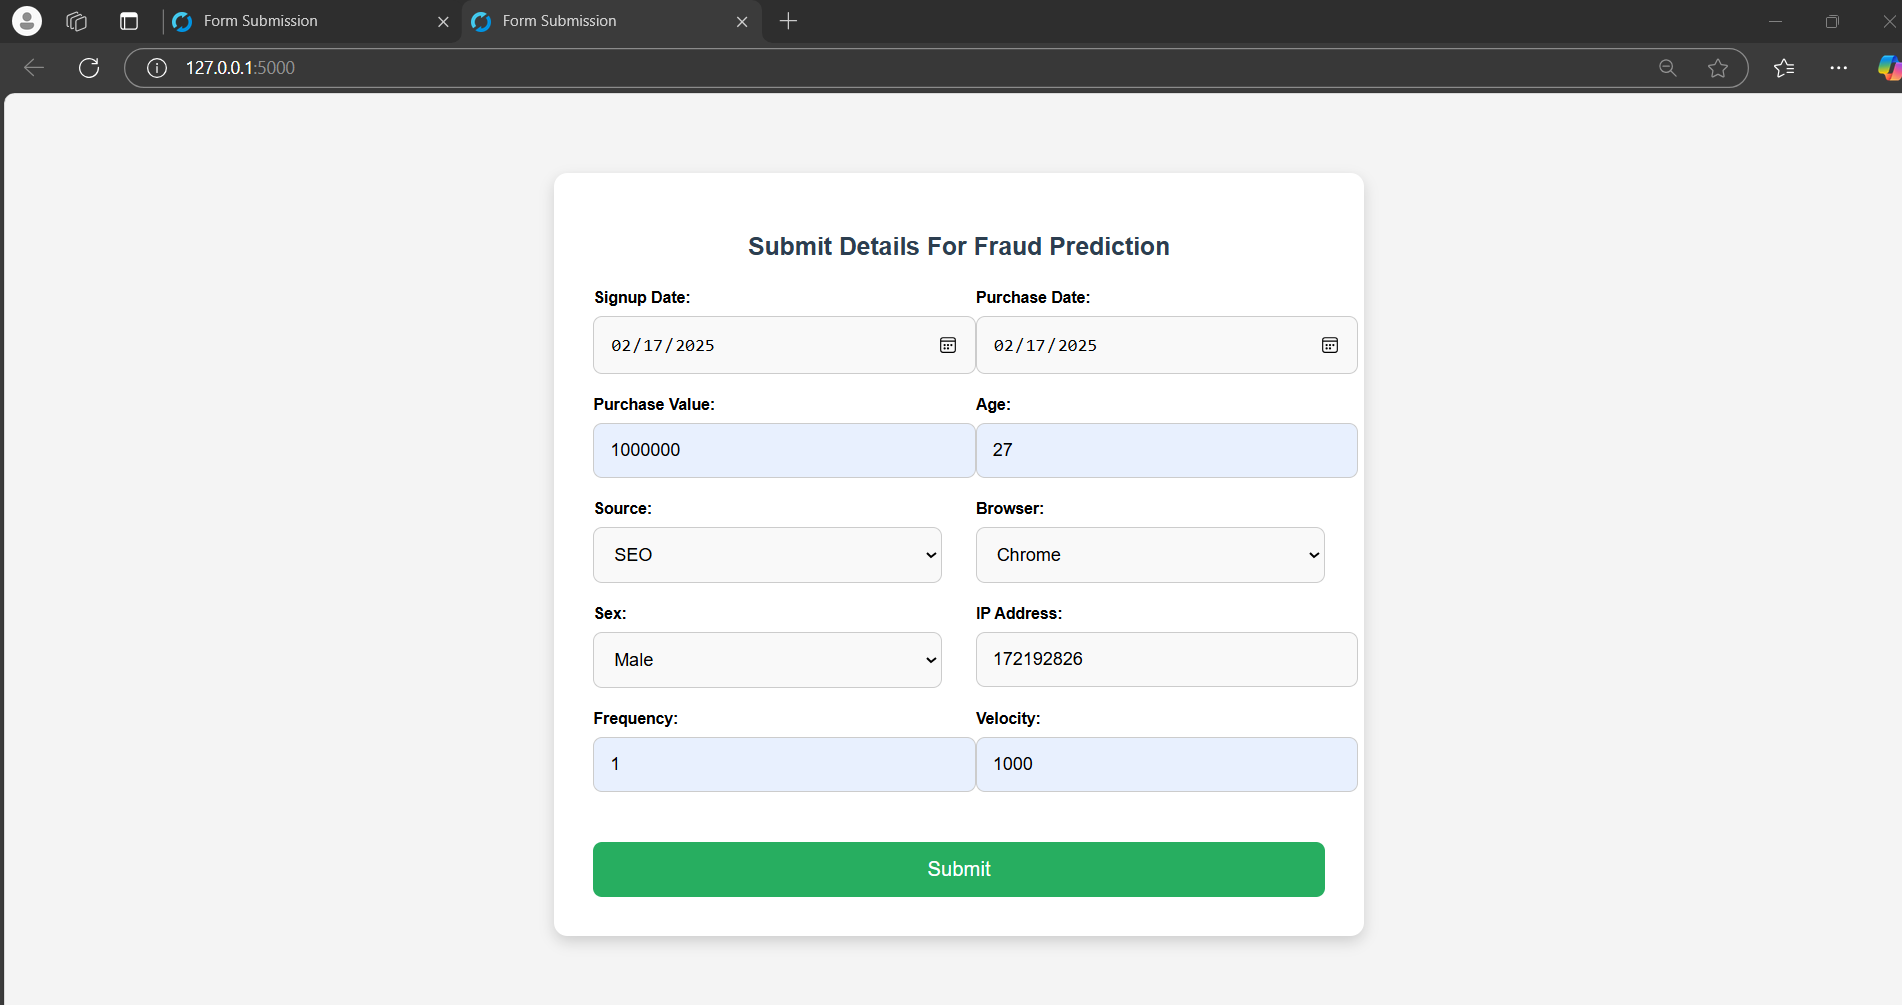 Form Submission
Form Submission
127.0.0.1:5000
Submit Details For Fraud Prediction
Signup Date: Purchase Date:
02/17/2025 02/17/2025
Purchase Value: Age:
1000000 27
Source: Browser:
SEO Chrome
Sex: IP Address:
Male 172192826
Frequency: Velocity:
1 1000
Submit